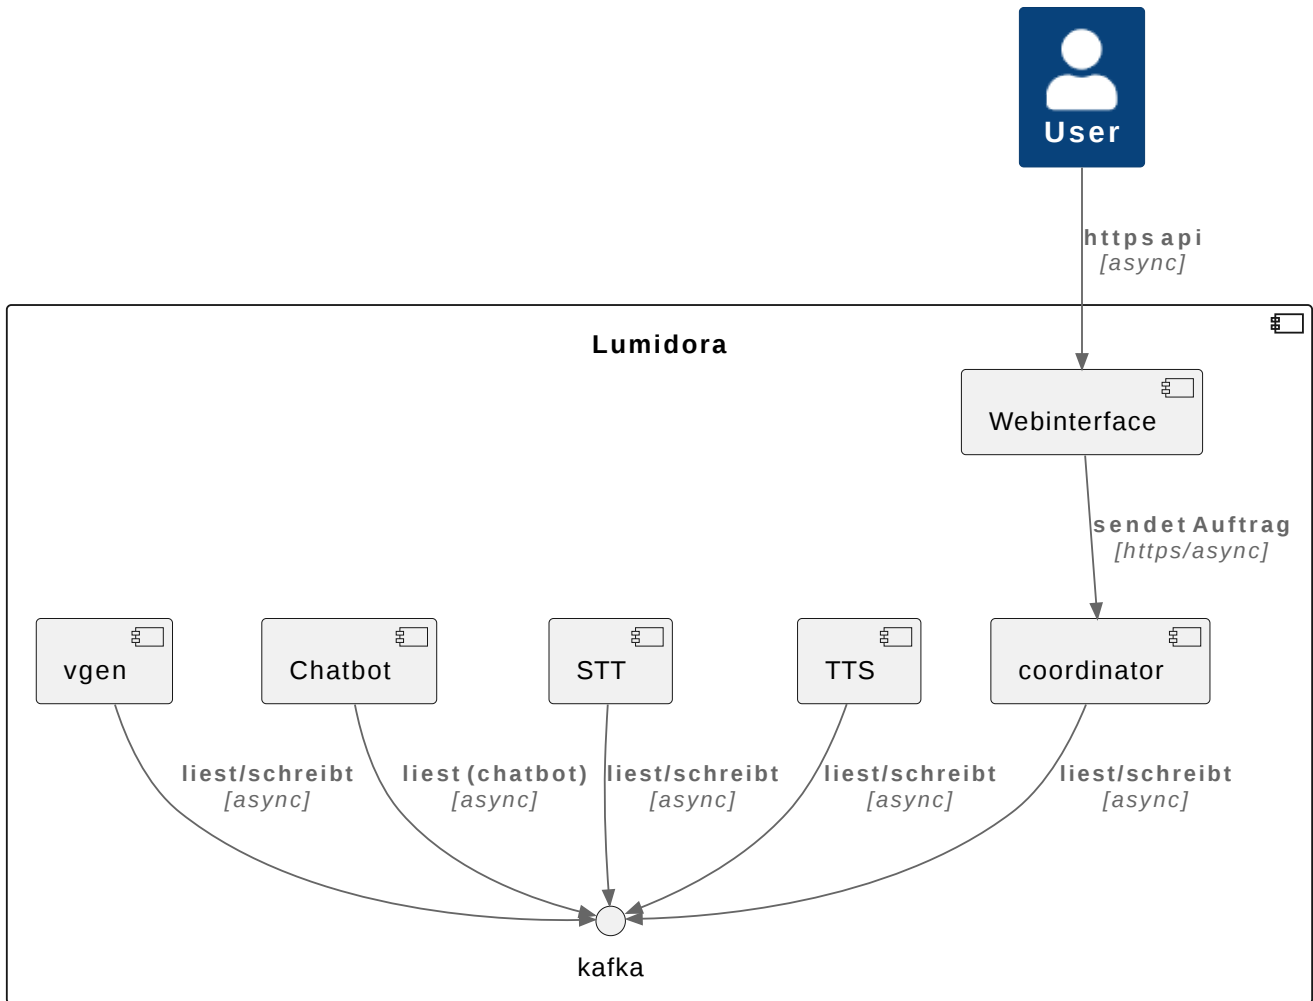 User
https api
[async]
Lumidora
Webinterface
sendet Auftrag
[https/async]
vgen
Chatbot
STT
TTS
coordinator
liest/schreibt
[async]
liest (chatbot)
[async]
liest/schreibt
[async]
liest/schreibt
[async]
liest/schreibt
[async]
kafka